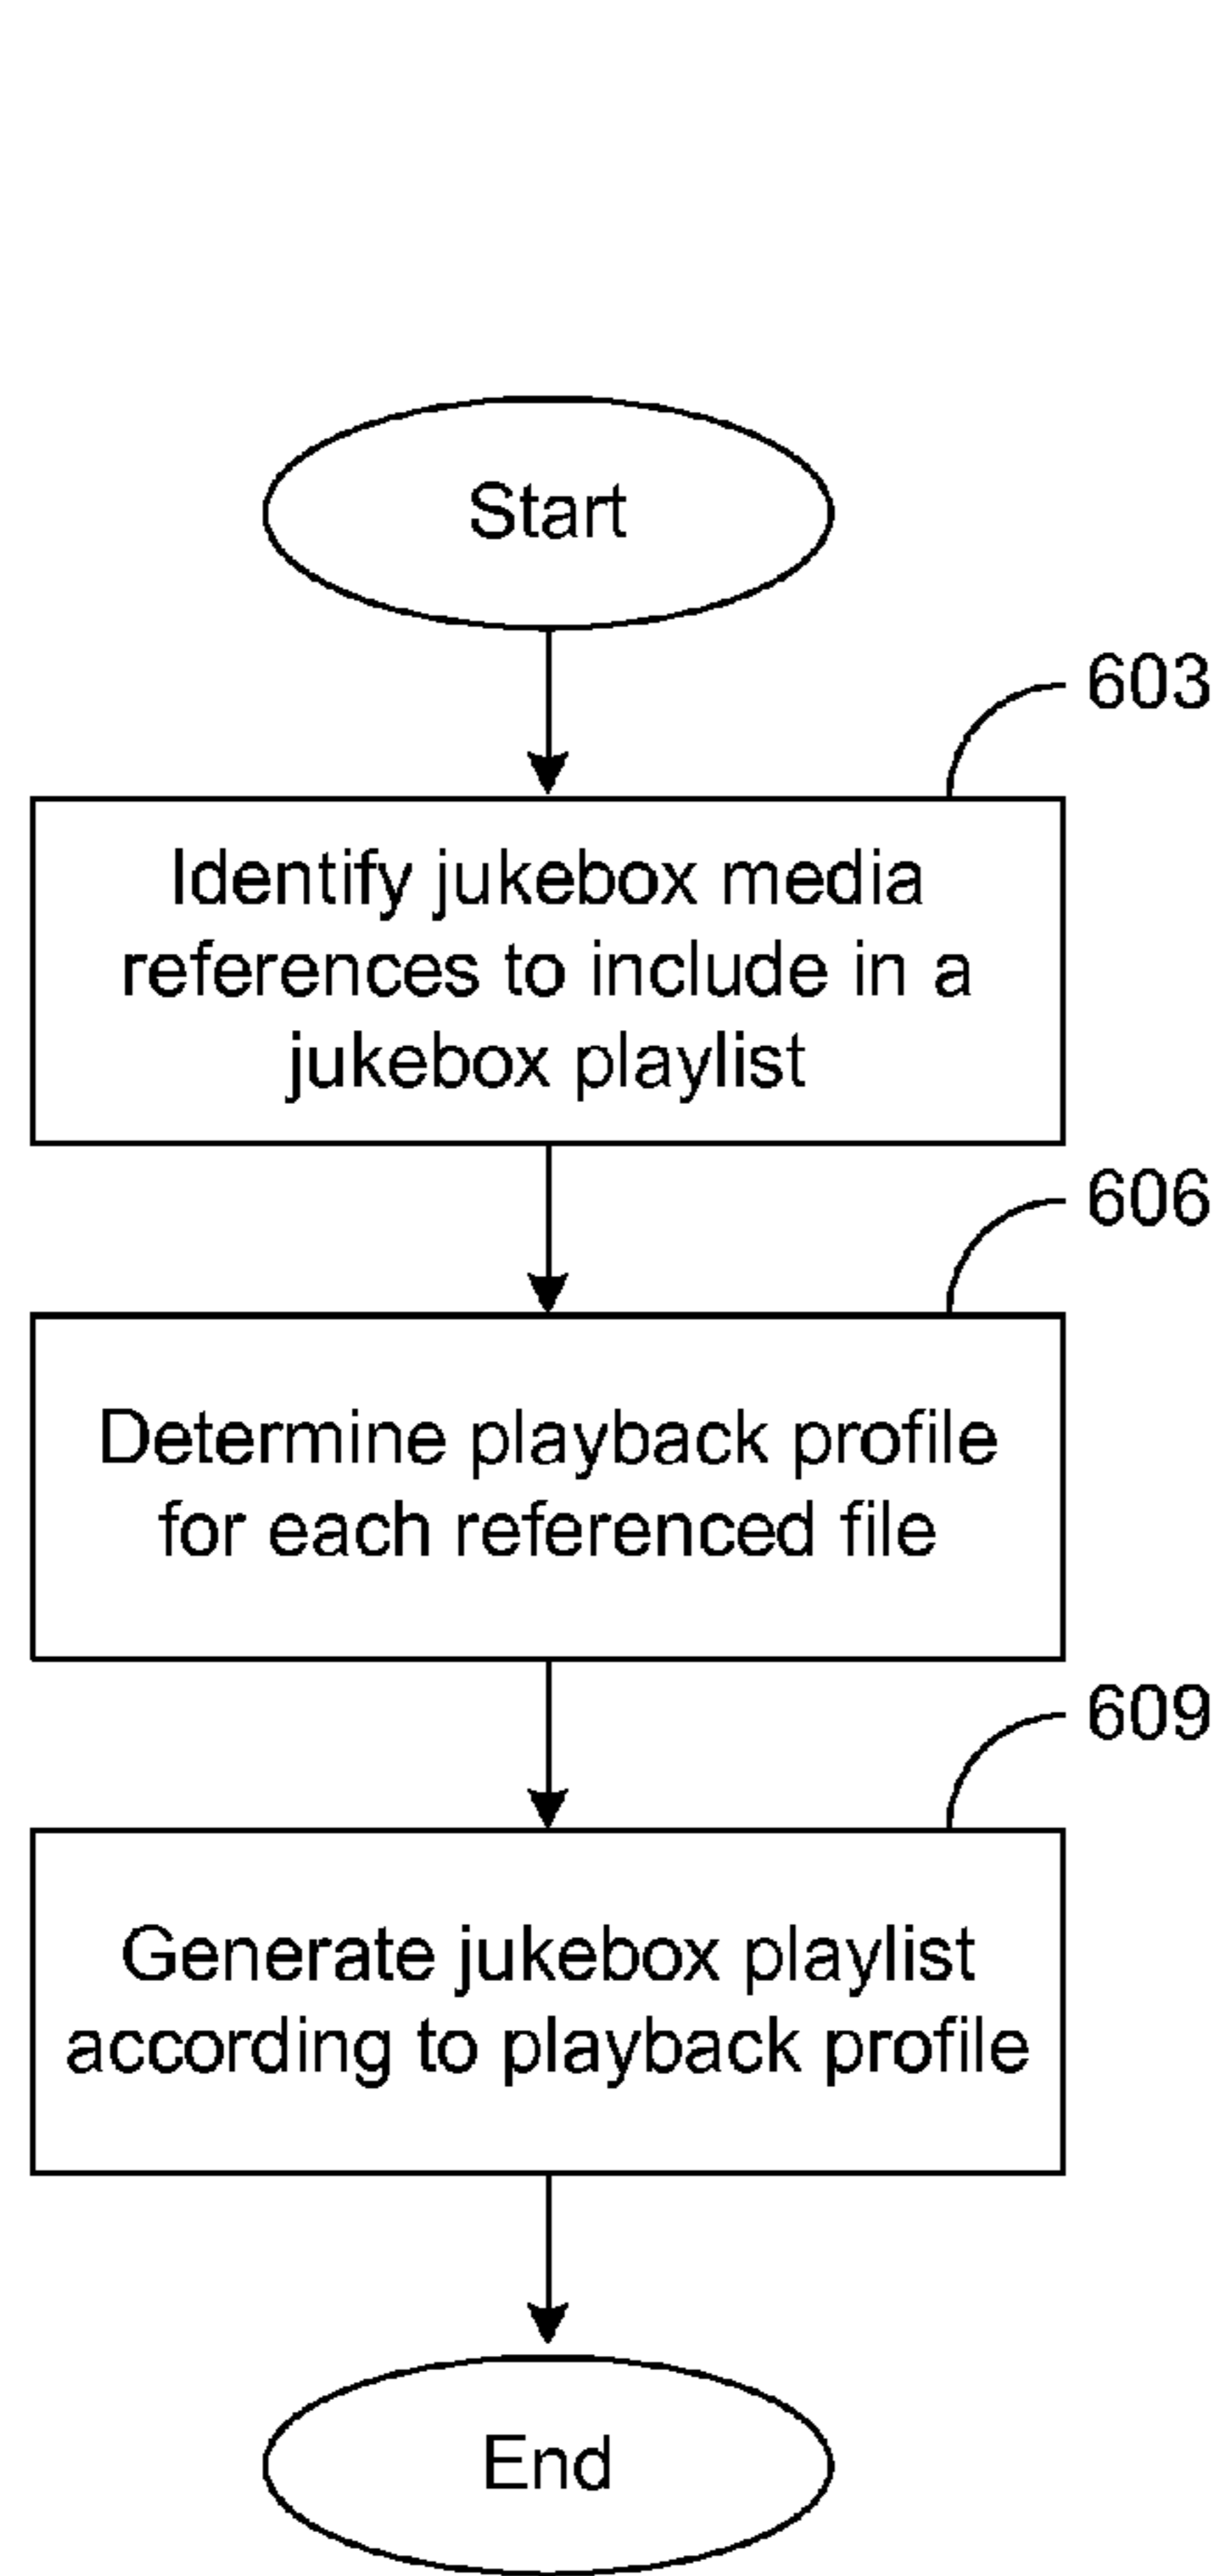 Start
603
Identify jukebox media
references to include in a
jukebox playlist
606
Determine playback profile
for each referenced file
609
Generate jukebox playlist
according to playback profile
End